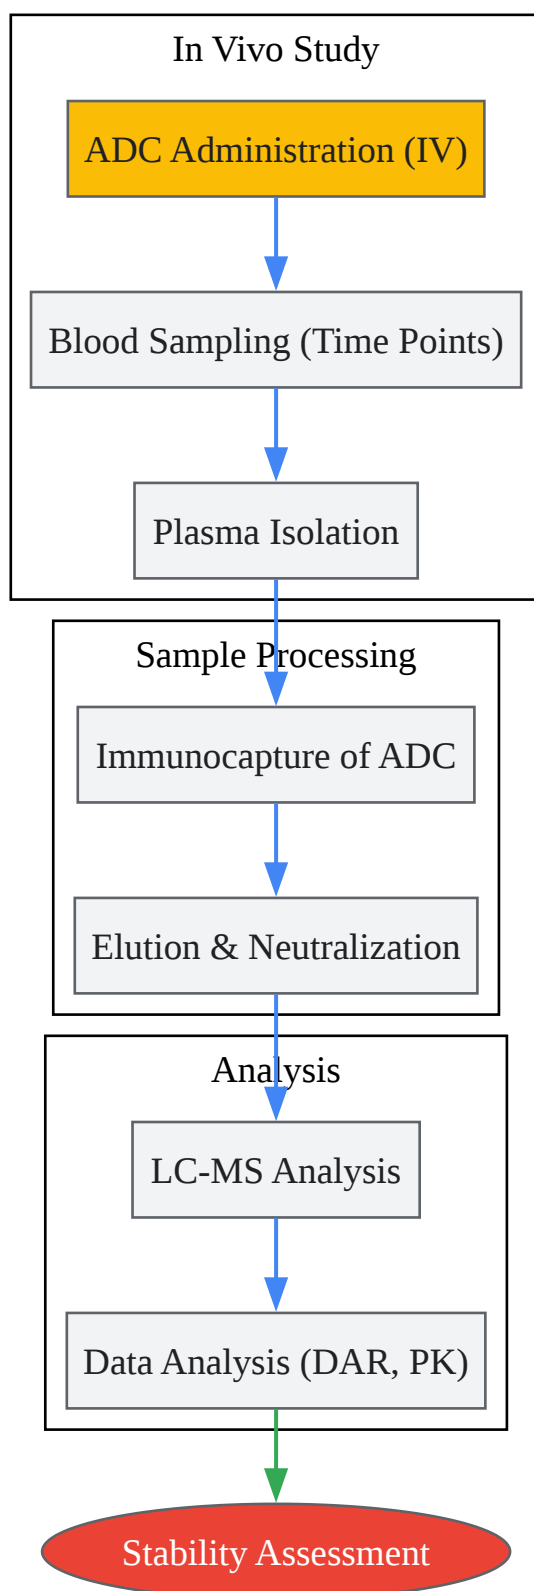 In Vivo Study
ADC Administration (IV)
Blood Sampling (Time Points)
Plasma Isolation
Sample Processing
Immunocapture of ADC
Elution & Neutralization
Analysis
LC-MS Analysis
Data Analysis (DAR, PK)
Stability Assessment